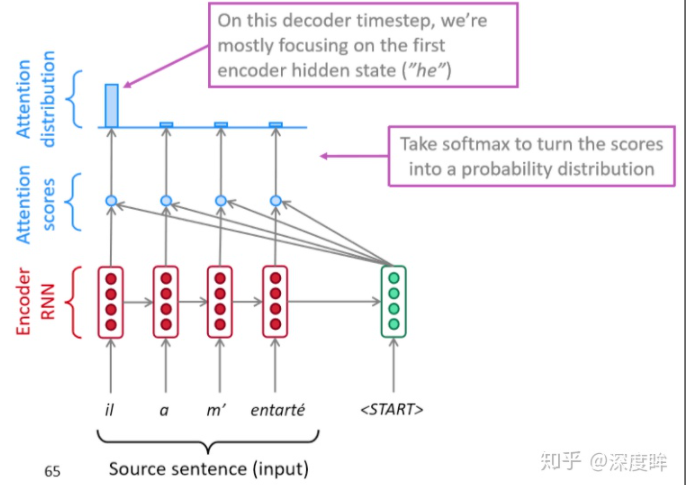 On this decoder timestep, we're
mostly focusing on the first
encoder hidden state ("he")
Attention
distribution
Take softmax to turn the scores
into a probability distribution
Attention
scores
Encoder
RNN
il a m' entarté <START>
Source sentence (input)
65
知乎 @深度眸